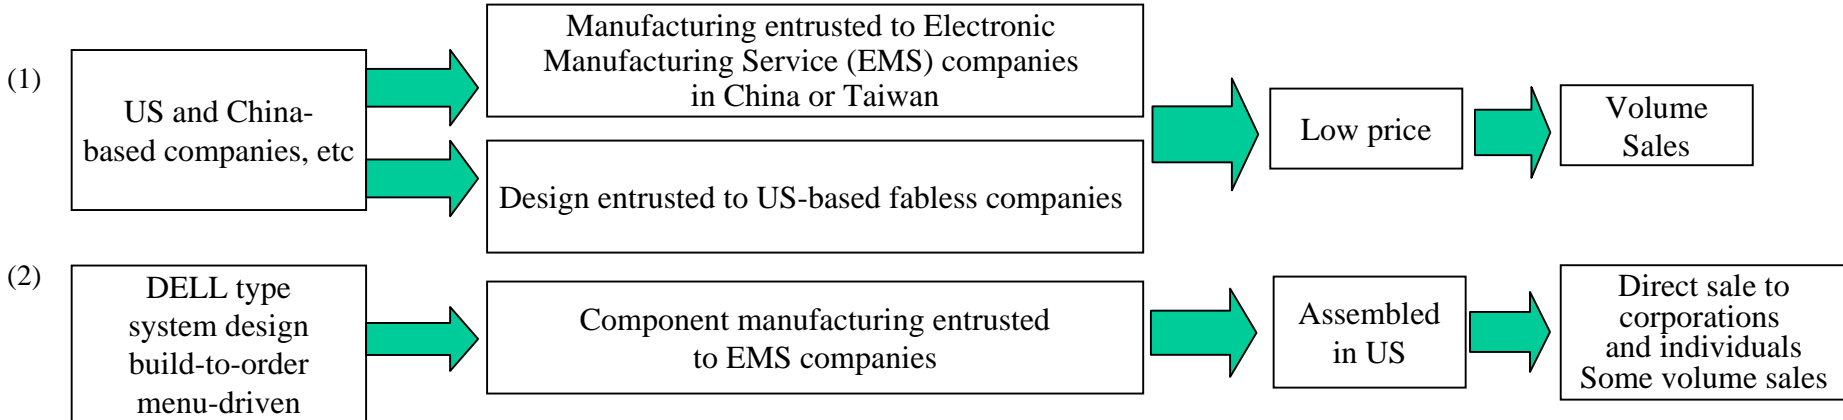 (1)
US and China-
based companies, etc
Manufacturing entrusted to Electronic
Manufacturing Service (EMS) companies
in China or Taiwan
Design entrusted to US-based fabless companies
Low price
Volume
Sales
(2)
DELL type
system design
build-to-order
menu-driven
Component manufacturing entrusted
to EMS companies
Assembled
in US
Direct sale to
corporations
and individuals
Some volume sales